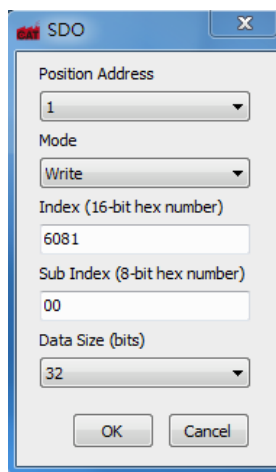 CAT SDO
Position Address
1
Mode
Write
Index (16-bit hex number)
6081
Sub Index (8-bit hex number)
00
Data Size (bits)
32
OK Cancel